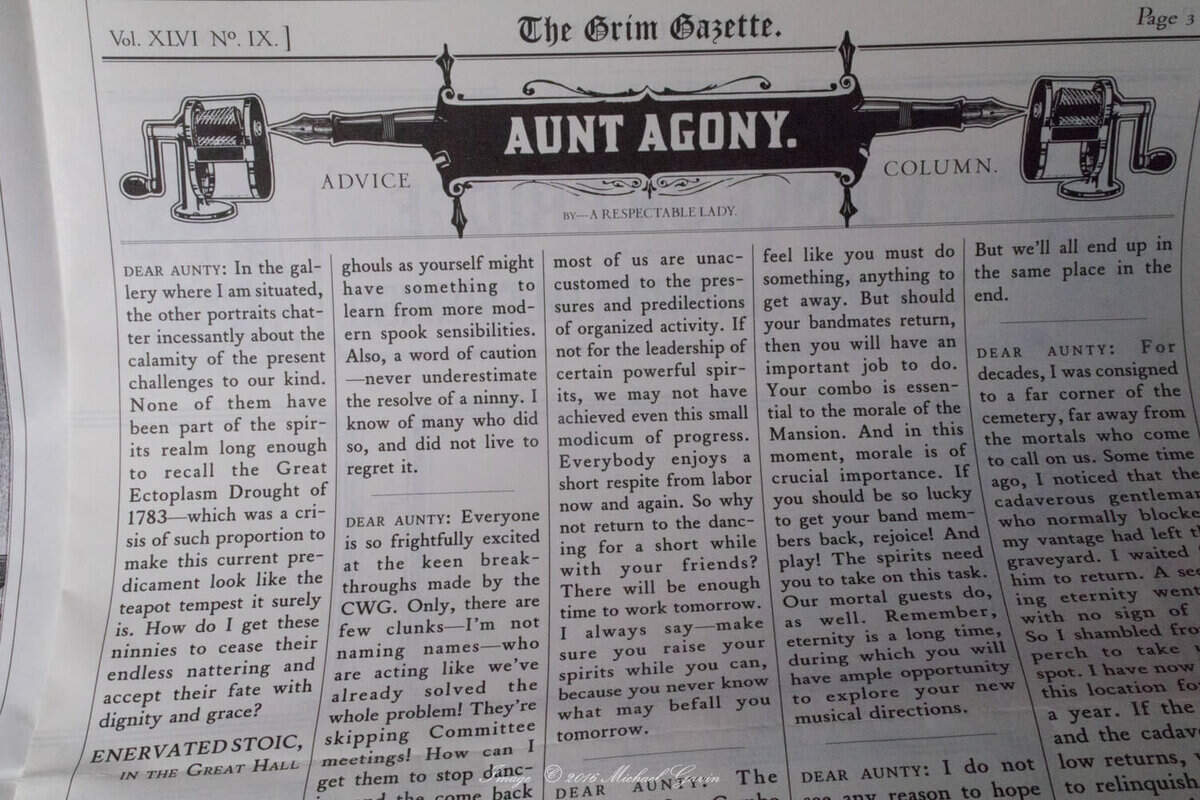 Vol. XLVI Nº. IX.]
The Grim Gazette.
Page 3
AUNT AGONY.
ADVICE
COLUMN.
BY—A RESPECTABLE LADY.
DEAR AUNTY: In the gal-
lery where I am situated,
the other portraits chat-
ter incessantly about the
calamity of the present
challenges to our kind.
None of them have
been part of the spir-
its realm long enough
to recall the Great
Ectoplasm Drought of
1783—which was a cri-
sis of such proportion to
make this current pre-
dicament look like the
teapot tempest it surely
is. How do I get these
ninnies to cease their
endless nattering and
accept their fate with
dignity and grace?
ENERVATED STOIC,
IN THE GREAT HALL
ghouls as yourself might
have something to
learn from more mod-
ern spook sensibilities.
Also, a word of caution
—never underestimate
the resolve of a ninny. I
know of many who did
so, and did not live to
regret it.
DEAR AUNTY: Everyone
is so frightfully excited
at the keen break-
throughs made by the
CWG. Only, there are
few clunks—I'm not
naming names—who
are acting like we've
already solved the
whole problem! They're
skipping Committee
meetings! How can I
get them to stop danc-
the come back
most of us are unac-
customed to the pres-
sures and predilections
of organized activity. If
not for the leadership of
certain powerful spir-
its, we may not have
achieved even this small
modicum of progress.
Everybody enjoys a
short respite from labor
now and again. So why
not return to the danc-
ing for a short while
with your friends?
There will be enough
time to work tomorrow.
I always say—make
sure you raise your
spirits while you can,
because you never know
what may befall you
tomorrow.
DEAR AUNTY: The
feel like you must do
something, anything to
get away. But should
your bandmates return,
then you will have an
important job to do.
Your combo is essen-
tial to the morale of the
Mansion. And in this
moment, morale is of
crucial importance. If
you should be so lucky
to get your band mem-
bers back, rejoice! And
play! The spirits need
you to take on this task.
Our mortal guests do,
as well. Remember,
eternity is a long time,
during which you will
have ample opportunity
to explore your new
musical directions.
DEAR AUNTY: I do not
see any reason to hope
But we'll all end up in
the same place in the
end.
DEAR AUNTY: For
decades, I was consigned
to a far corner of the
cemetery, far away from
the mortals who come
to call on us. Some time
ago, I noticed that the
cadaverous gentleman
who normally blocke
my vantage had left t
graveyard. I waited
him to return. A see
ing eternity went
with no sign of
So I shambled fro
perch to take
spot. I have now
this location fo
a year. If the
and the cadav
low returns,
to relinquish
Image © 2016 Michael Gavin